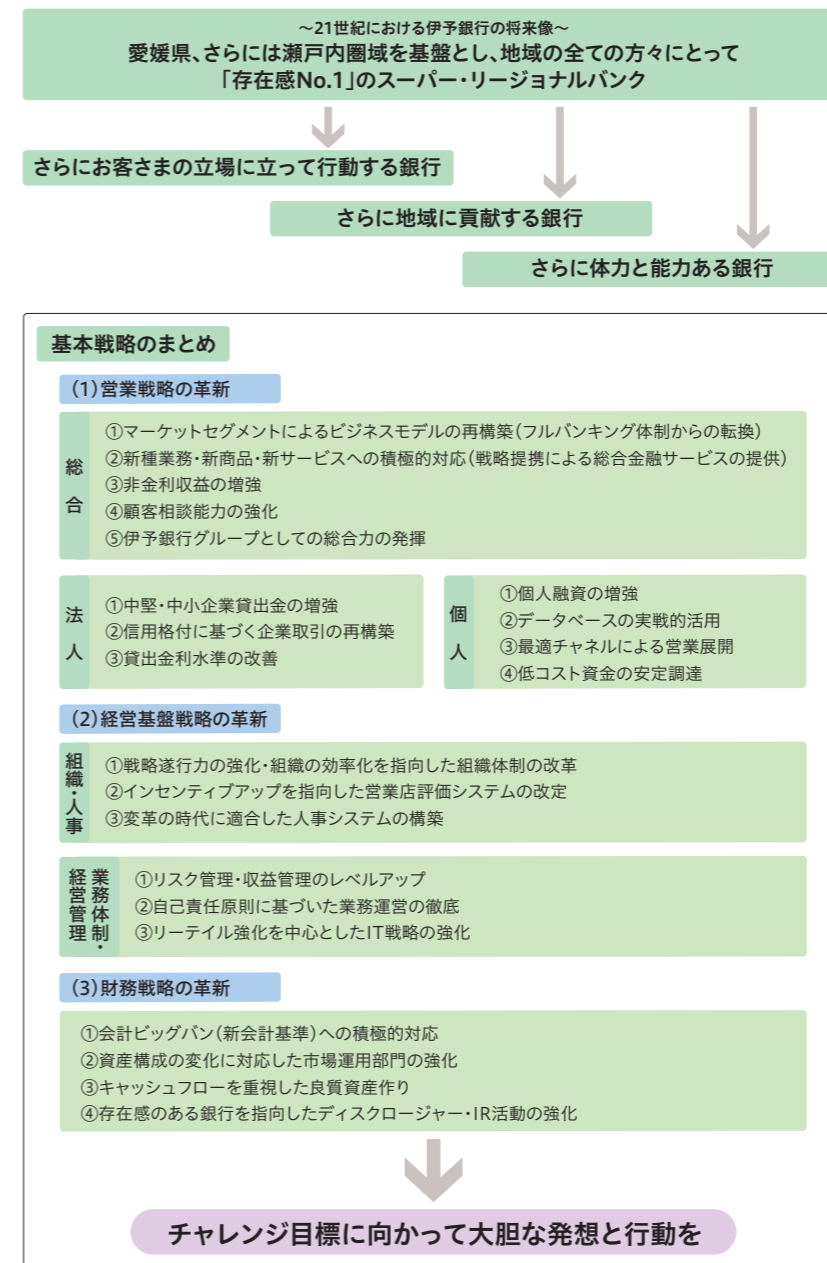 ~21世紀における伊予銀行の将来像~
愛媛県、さらには瀬戸内圏域を基盤とし、地域の全ての方々にとって
「存在感No.1」のスーパー・リージョナルバンク
さらにお客さまの立場に立って行動する銀行
さらに地域に貢献する銀行
さらに体力と能力ある銀行
基本戦略のまとめ
(1)営業戦略の革新
総合
①マーケットセグメントによるビジネスモデルの再構築(フルバンキング体制からの転換)
②新種業務・新商品・新サービスへの積極的対応(戦略提携による総合金融サービスの提供)
③非金利収益の増強
④顧客相談能力の強化
⑤伊予銀行グループとしての総合力の発揮
法人
①中堅・中小企業貸出金の増強
②信用格付に基づく企業取引の再構築
③貸出金利水準の改善
個人
①個人融資の増強
②データベースの実戦的活用
③最適チャネルによる営業展開
④低コスト資金の安定調達
(2)経営基盤戦略の革新
組織・人事
①戦略遂行力の強化・組織の効率化を指向した組織体制の改革
②インセンティブアップを指向した営業店評価システムの改定
③変革の時代に適合した人事システムの構築
業務体制・
経営管理
①リスク管理・収益管理のレベルアップ
②自己責任原則に基づいた業務運営の徹底
③リーテイル強化を中心としたIT戦略の強化
(3)財務戦略の革新
①会計ビッグバン(新会計基準)への積極的対応
②資産構成の変化に対応した市場運用部門の強化
③キャッシュフローを重視した良質資産作り
④存在感のある銀行を指向したディスクロージャー・IR活動の強化
チャレンジ目標に向かって大胆な発想と行動を